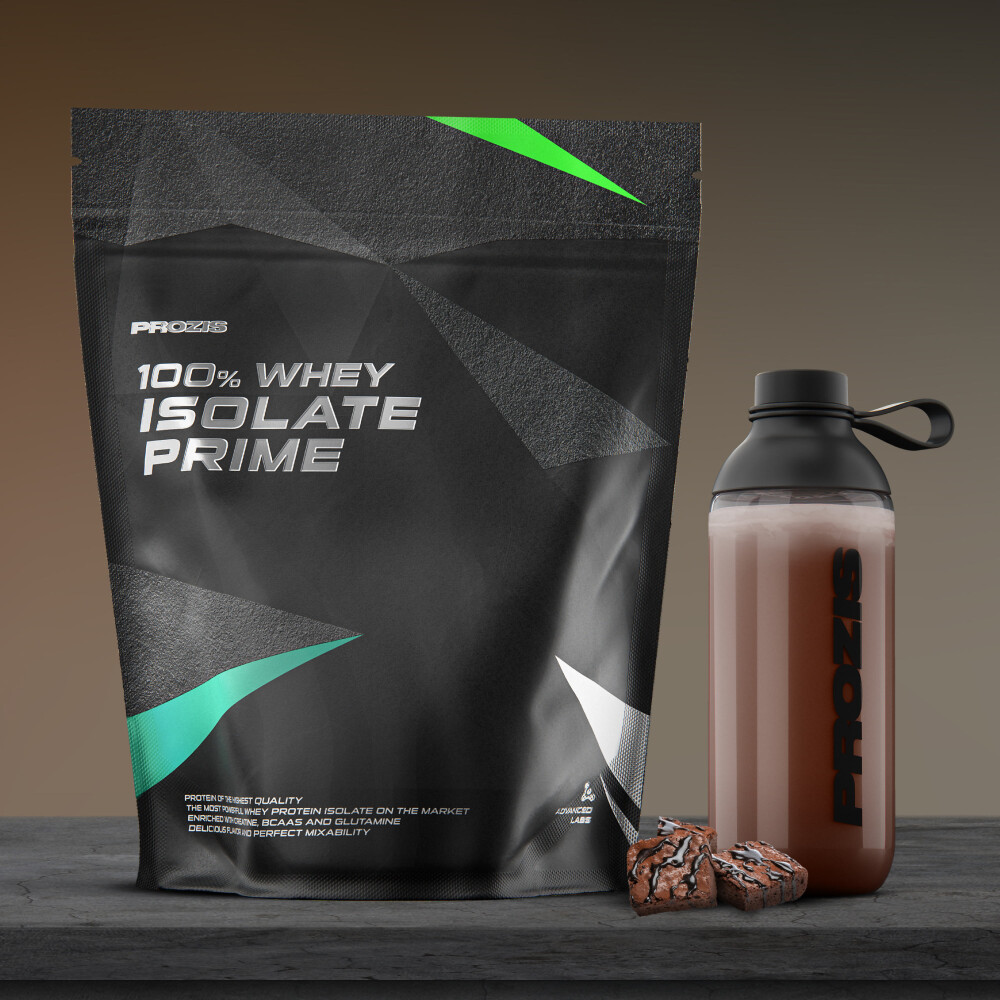 PROZIS
100% WHEY
ISOLATE
PRIME
PROTEIN OF THE HIGHEST QUALITY
THE MOST POWERFUL WHEY PROTEIN ISOLATE ON THE MARKET
ENRICHED WITH CREATINE, BCAAS AND GLUTAMINE
DELICIOUS FLAVOR AND PERFECT MIXABILITY
ADVANCED
LABS
PROZIS